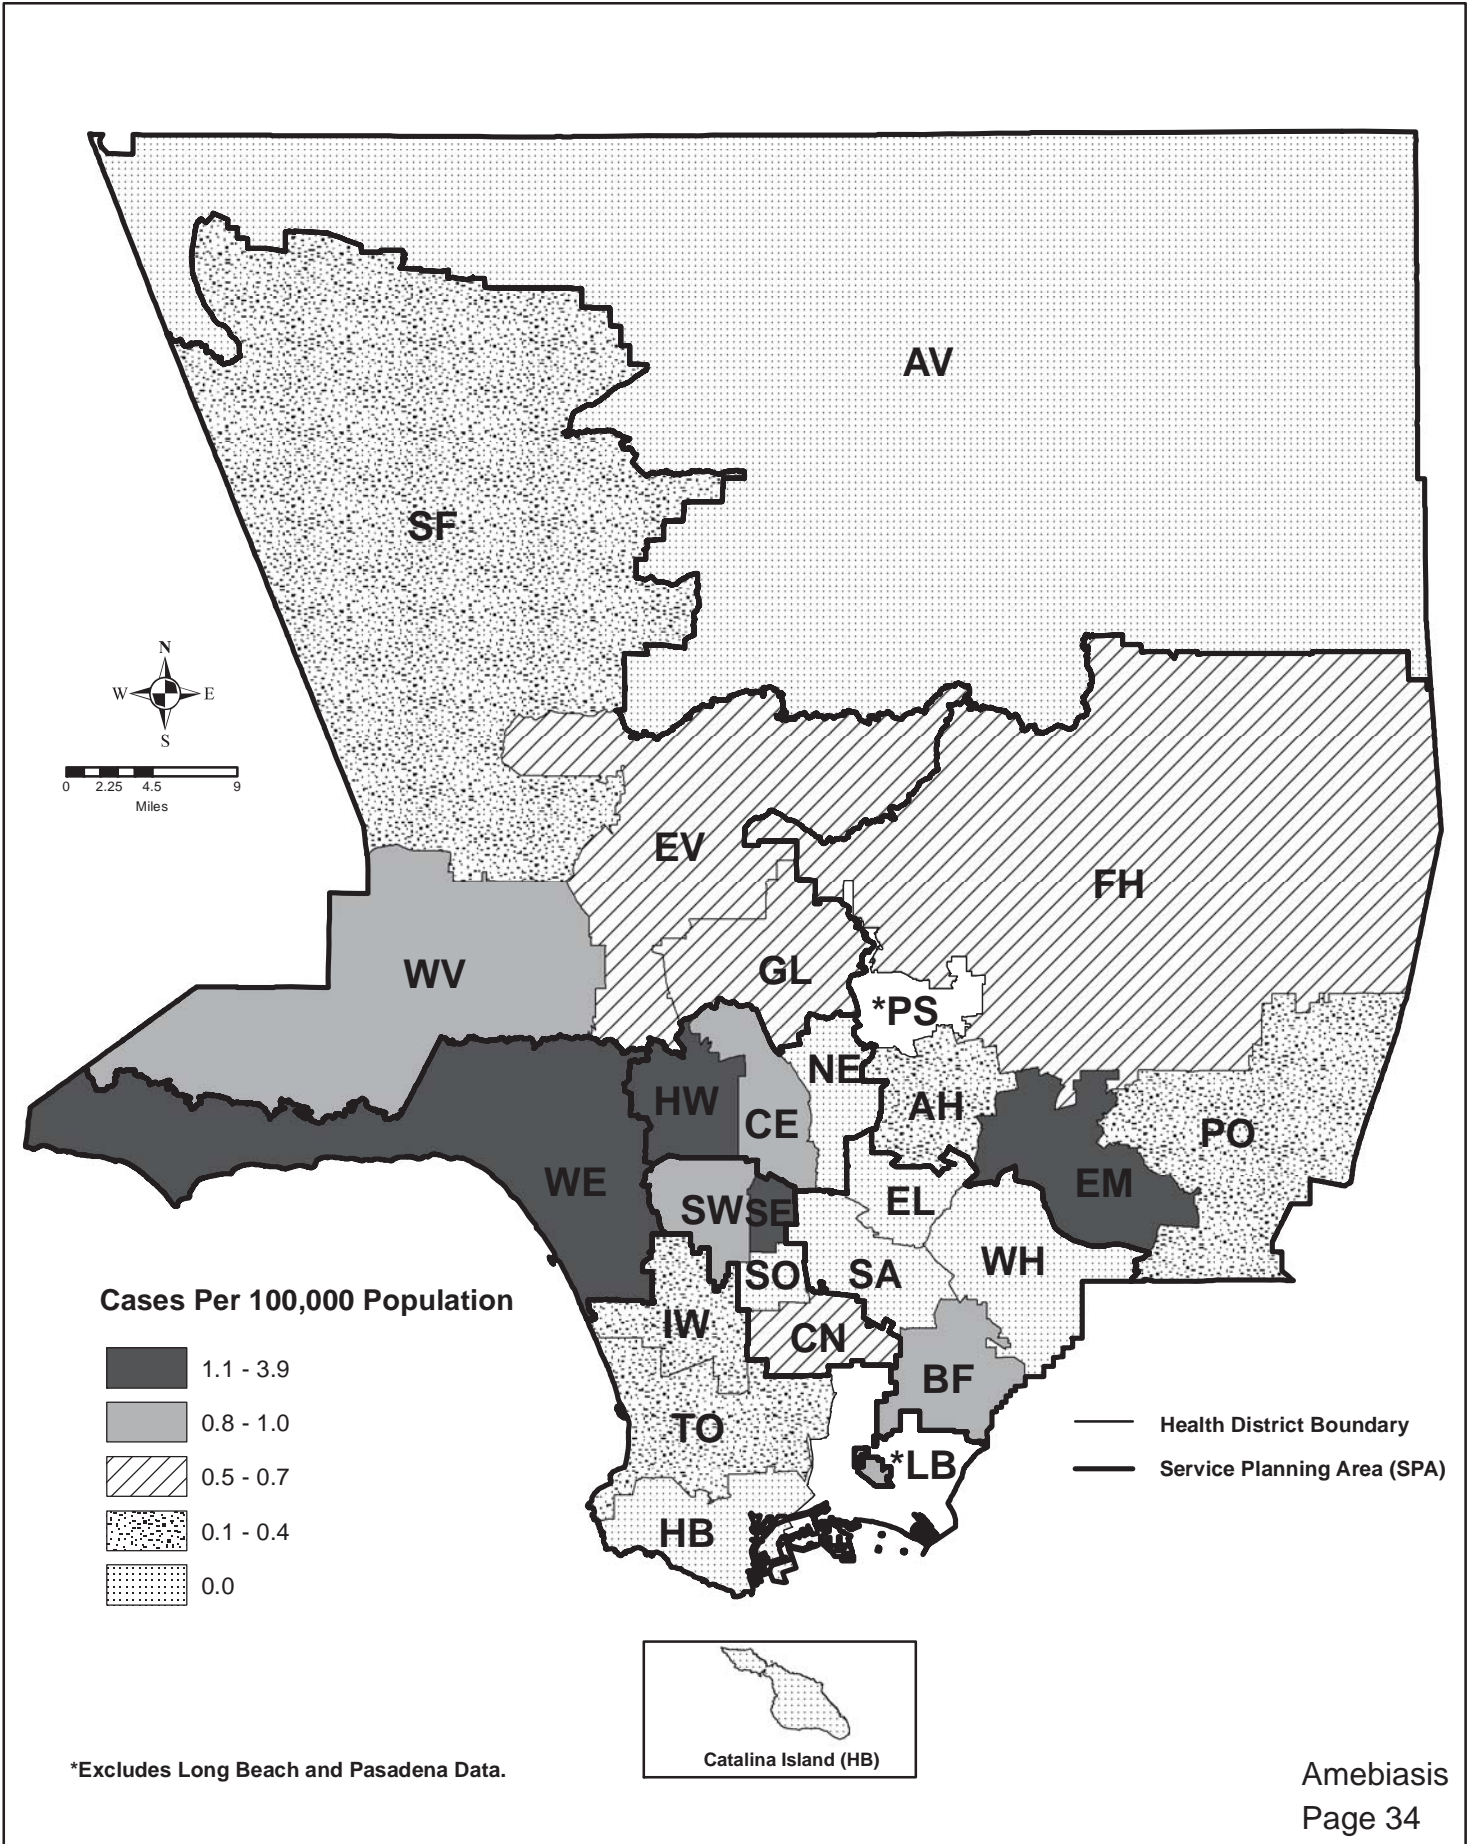 AV
SF
N
W E
S
0 2.25 4.5 9
Miles
EV
FH
WV
GL
*PS
NE
HW
AH
CE
PO
WE
EM
EL
SW
SE
WH
SO
SA
Cases Per 100,000 Population
IW
CN
1.1 - 3.9
BF
0.8 - 1.0
TO
Health District Boundary
0.5 - 0.7
*LB
Service Planning Area (SPA)
0.1 - 0.4
HB
0.0
Catalina Island (HB)
*Excludes Long Beach and Pasadena Data.
Amebiasis
Page 34